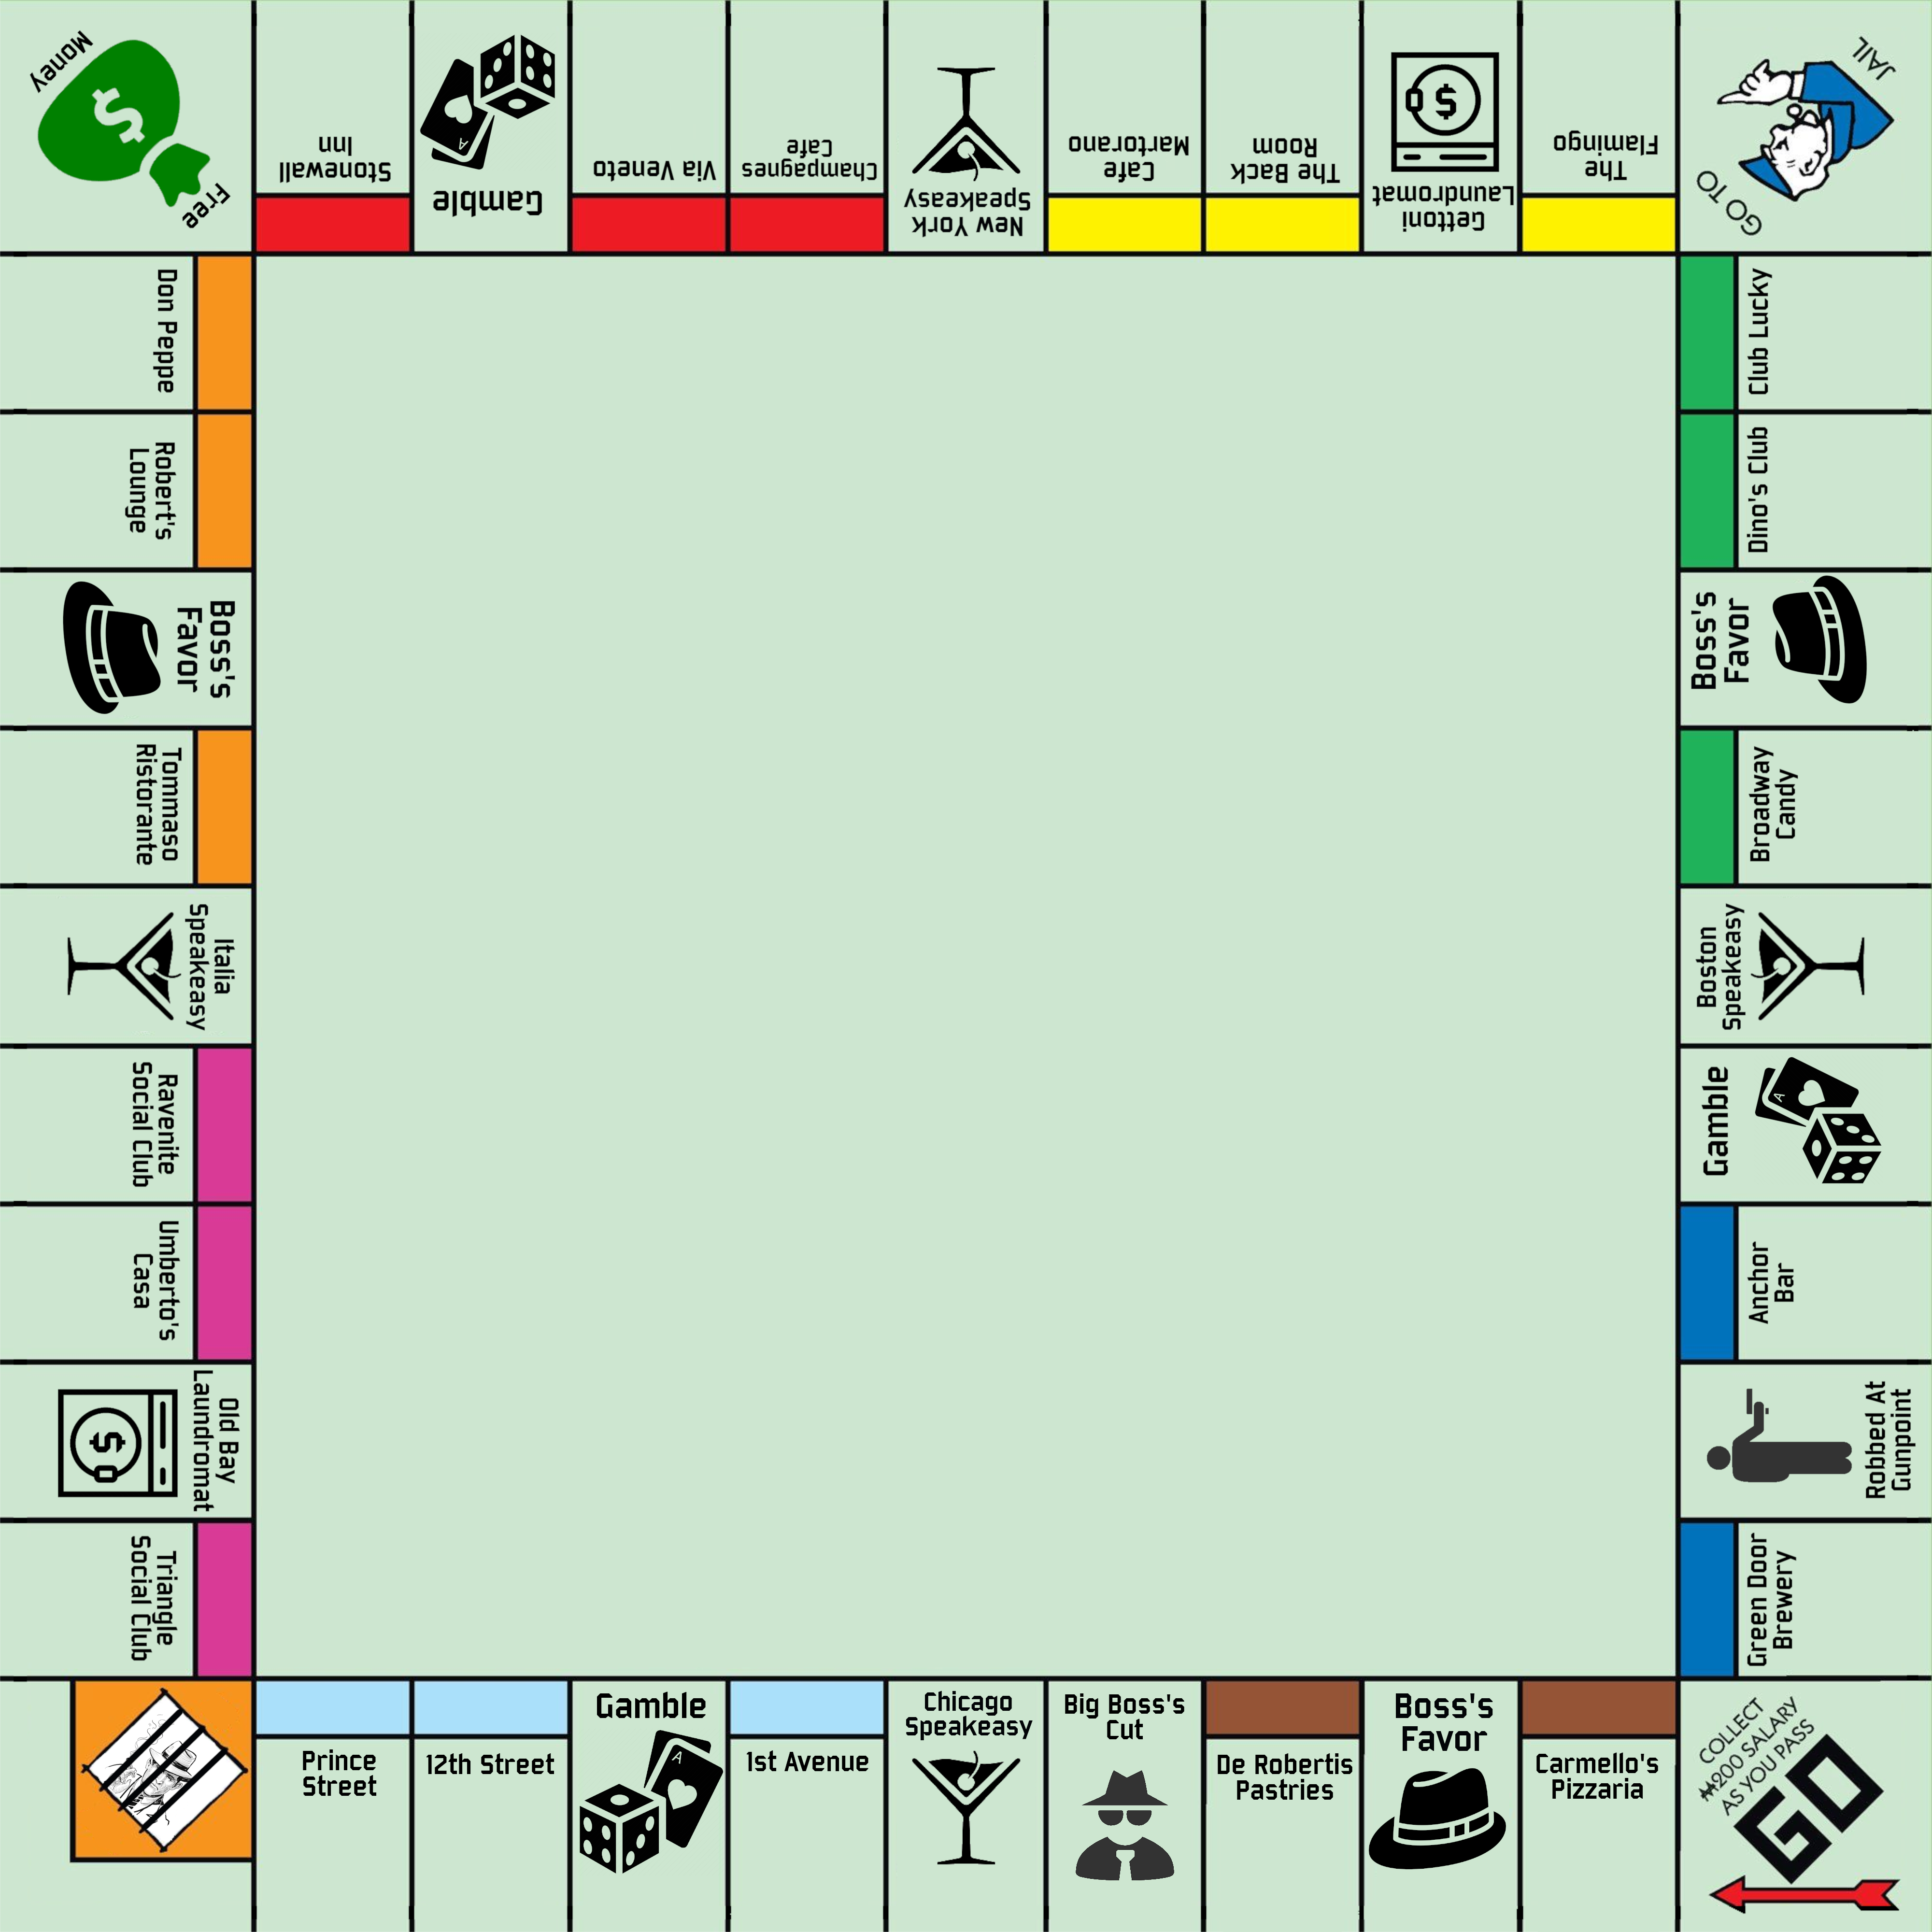 Money
Free
Stonewall
Inn
Gamble
A
Via Veneto
Champagnes
Cafe
New York
Speakeasy
Cafe
Martorano
The Back
Room
Gettoni
Laundromat
$
The
Flamingo
GO TO
JAIL
$
Don Peppe
Robert's
Lounge
Boss's
Favor
Tommaso
Ristorante
Italia
Speakeasy
Ravenite
Social Club
Umberto's
Casa
Old Bay
Laundromat
$
Triangle
Social Club
Club Lucky
Dino's Club
Boss's
Favor
Broadway
Candy
Boston
Speakeasy
Gamble
A
Anchor
Bar
Robbed At
Gunpoint
Green Door
Brewery
Prince
Street
12th Street
Gamble
A
1st Avenue
Chicago
Speakeasy
Big Boss's
Cut
De Robertis
Pastries
Boss's
Favor
Carmello's
Pizzaria
COLLECT
M200 SALARY
AS YOU PASS
GO